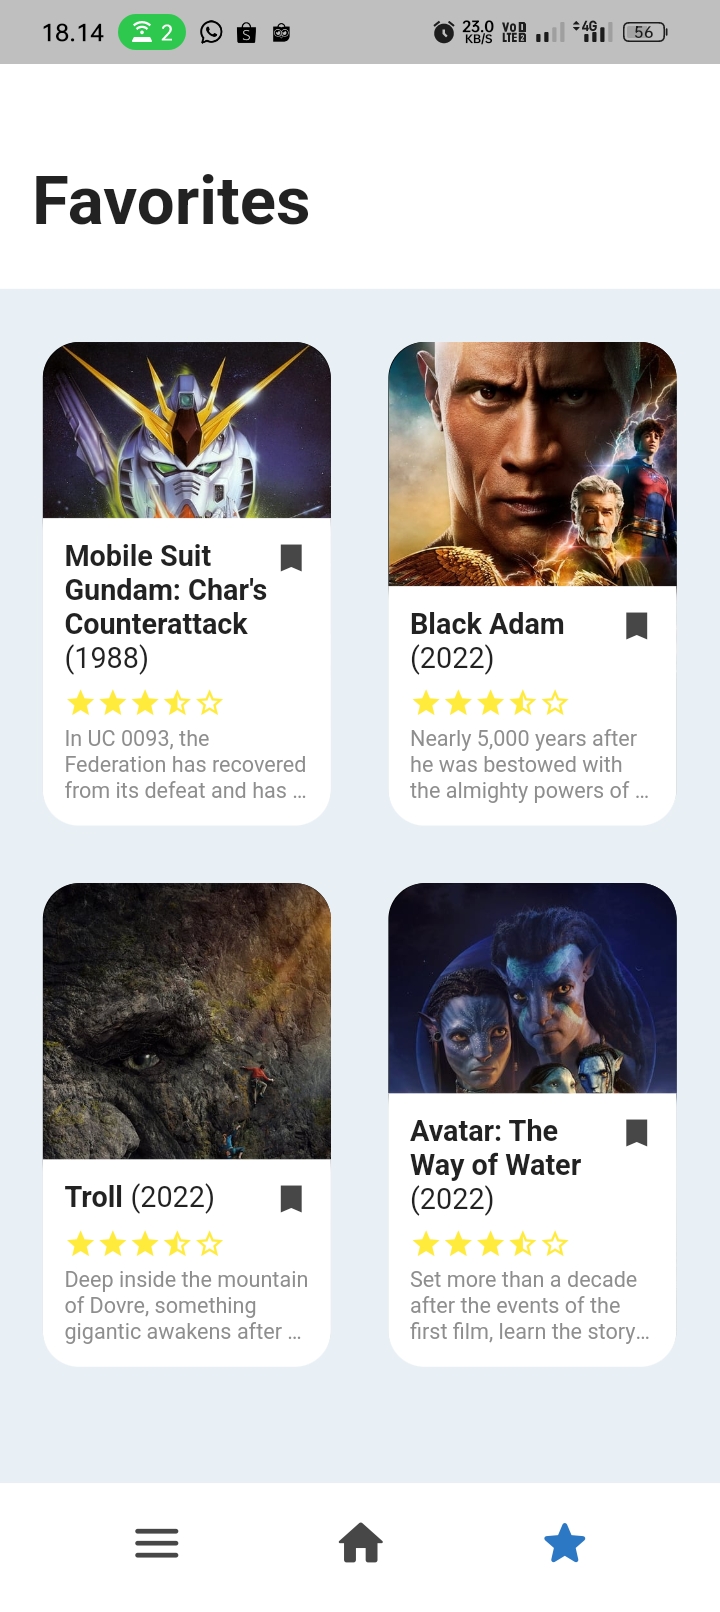 18.14 2 23.0 KB/S VoD LTE2 4G 56
Favorites
Mobile Suit
Gundam: Char's
Counterattack
(1988)
In UC 0093, the
Federation has recovered
from its defeat and has ...
Black Adam
(2022)
Nearly 5,000 years after
he was bestowed with
the almighty powers of ...
Troll (2022)
Deep inside the mountain
of Dovre, something
gigantic awakens after ...
Avatar: The
Way of Water
(2022)
Set more than a decade
after the events of the
first film, learn the story...